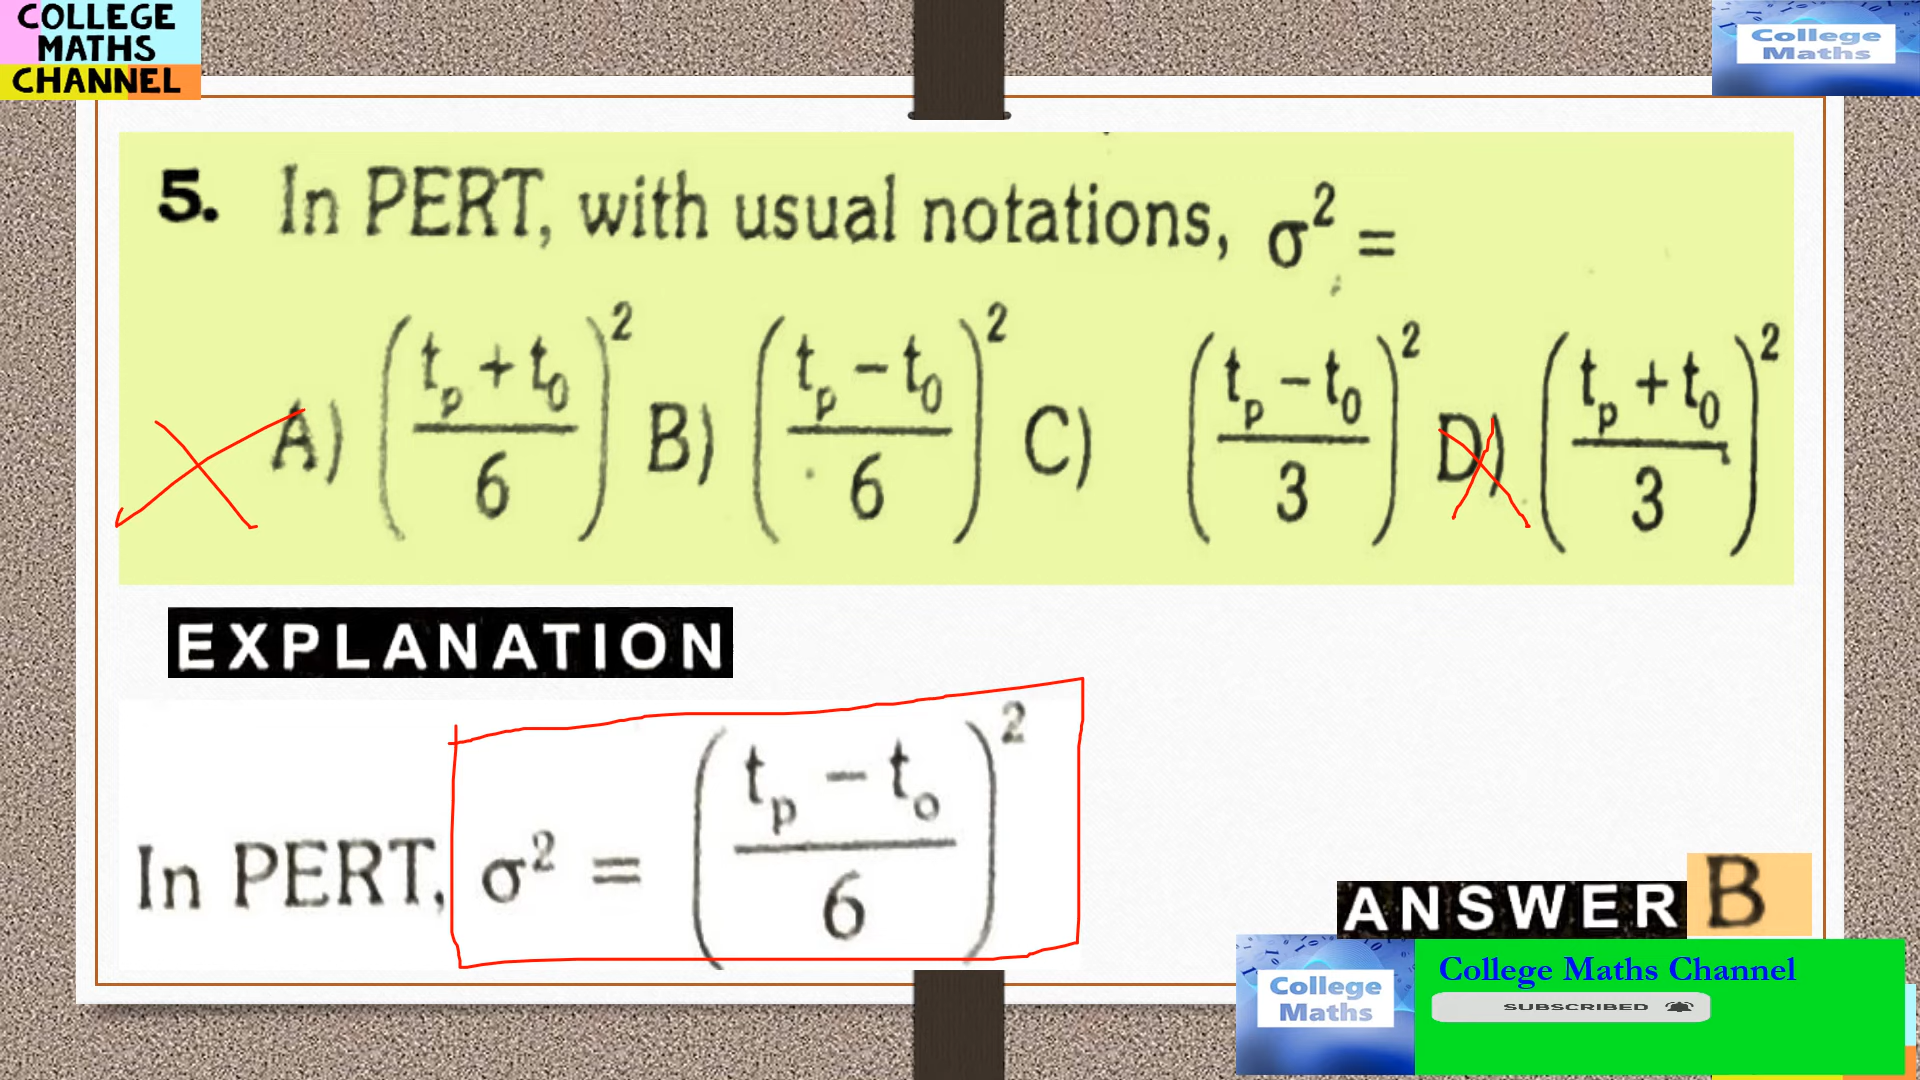 COLLEGE
MATHS
CHANNEL
College
Maths
5. In PERT, with usual notations, σ² =
A) ((t_p + t_0)/6)² B) ((t_p − t_0)/6)² C) ((t_p − t_0)/3)² D) ((t_p + t_0)/3)²
EXPLANATION
In PERT, σ² = ((t_p − t_o)/6)²
ANSWER B
College
Maths
College Maths Channel
SUBSCRIBED